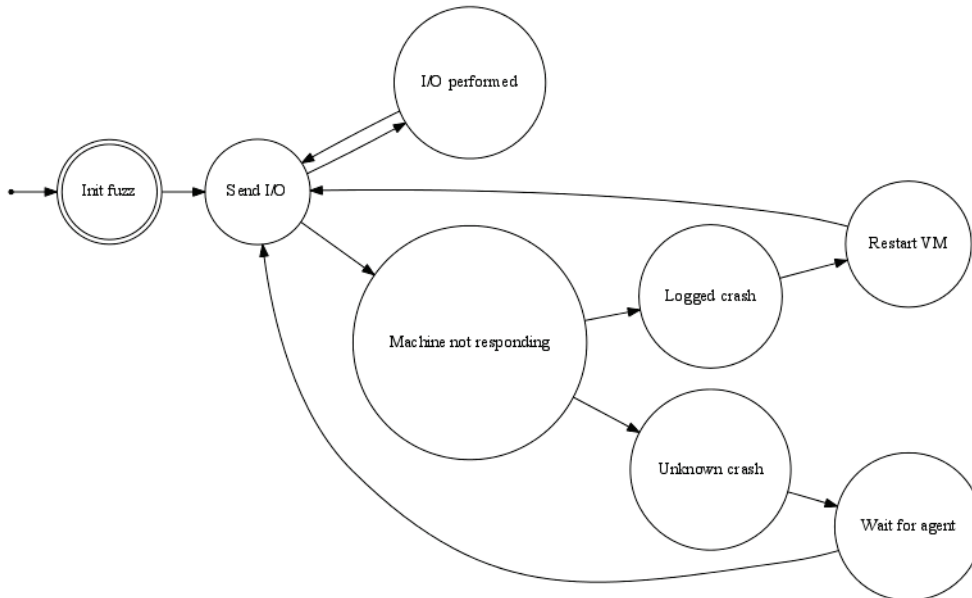 I/O performed
Init fuzz
Send I/O
Restart VM
Logged crash
Machine not responding
Unknown crash
Wait for agent